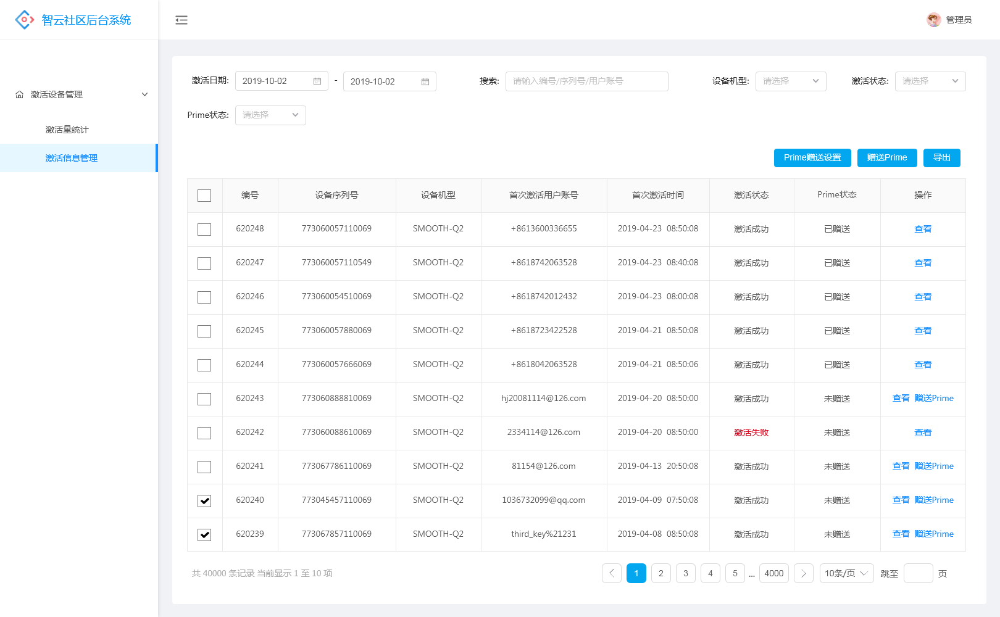 智云社区后台系统
管理员
激活设备管理
激活量统计
激活信息管理
激活日期: 2019-10-02 - 2019-10-02 搜索: 请输入编号/序列号/用户账号 设备机型: 请选择 激活状态: 请选择
Prime状态: 请选择
Prime赠送设置 赠送Prime 导出
编号 设备序列号 设备机型 首次激活用户账号 首次激活时间 激活状态 Prime状态 操作
620248 773060057110069 SMOOTH-Q2 +8613600336655 2019-04-23 08:50:08 激活成功 已赠送 查看
620247 773060057110549 SMOOTH-Q2 +8618742063528 2019-04-23 08:40:08 激活成功 已赠送 查看
620246 773060054510069 SMOOTH-Q2 +8618742012432 2019-04-23 08:00:08 激活成功 已赠送 查看
620245 773060057880069 SMOOTH-Q2 +8618723422528 2019-04-21 08:50:08 激活成功 已赠送 查看
620244 773060057666069 SMOOTH-Q2 +8618042063528 2019-04-21 08:50:06 激活成功 已赠送 查看
620243 773060888810069 SMOOTH-Q2 hj20081114@126.com 2019-04-20 08:50:00 激活成功 未赠送 查看 赠送Prime
620242 773060088610069 SMOOTH-Q2 2334114@126.com 2019-04-20 08:50:00 激活失败 未赠送 查看
620241 773067786110069 SMOOTH-Q2 81154@126.com 2019-04-13 20:50:08 激活成功 未赠送 查看 赠送Prime
620240 773045457110069 SMOOTH-Q2 1036732099@qq.com 2019-04-09 07:50:08 激活成功 未赠送 查看 赠送Prime
620239 773067857110069 SMOOTH-Q2 third_key%21231 2019-04-08 08:50:08 激活成功 未赠送 查看 赠送Prime
共 40000 条记录 当前显示 1 至 10 项 1 2 3 4 5 ... 4000 10条/页 跳至 页